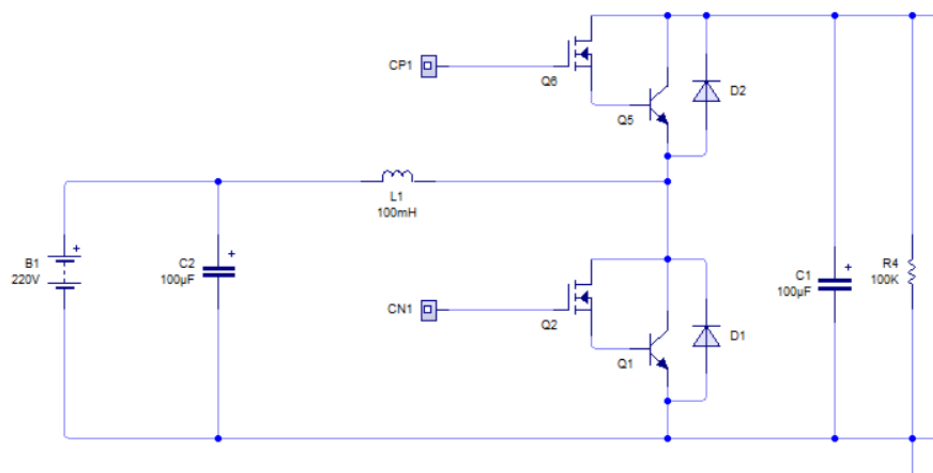 CP1
Q6
Q5
D2
L1
100mH
B1
220V
+
C2
100µF
+
CN1
Q2
Q1
D1
C1
100µF
+
R4
100K